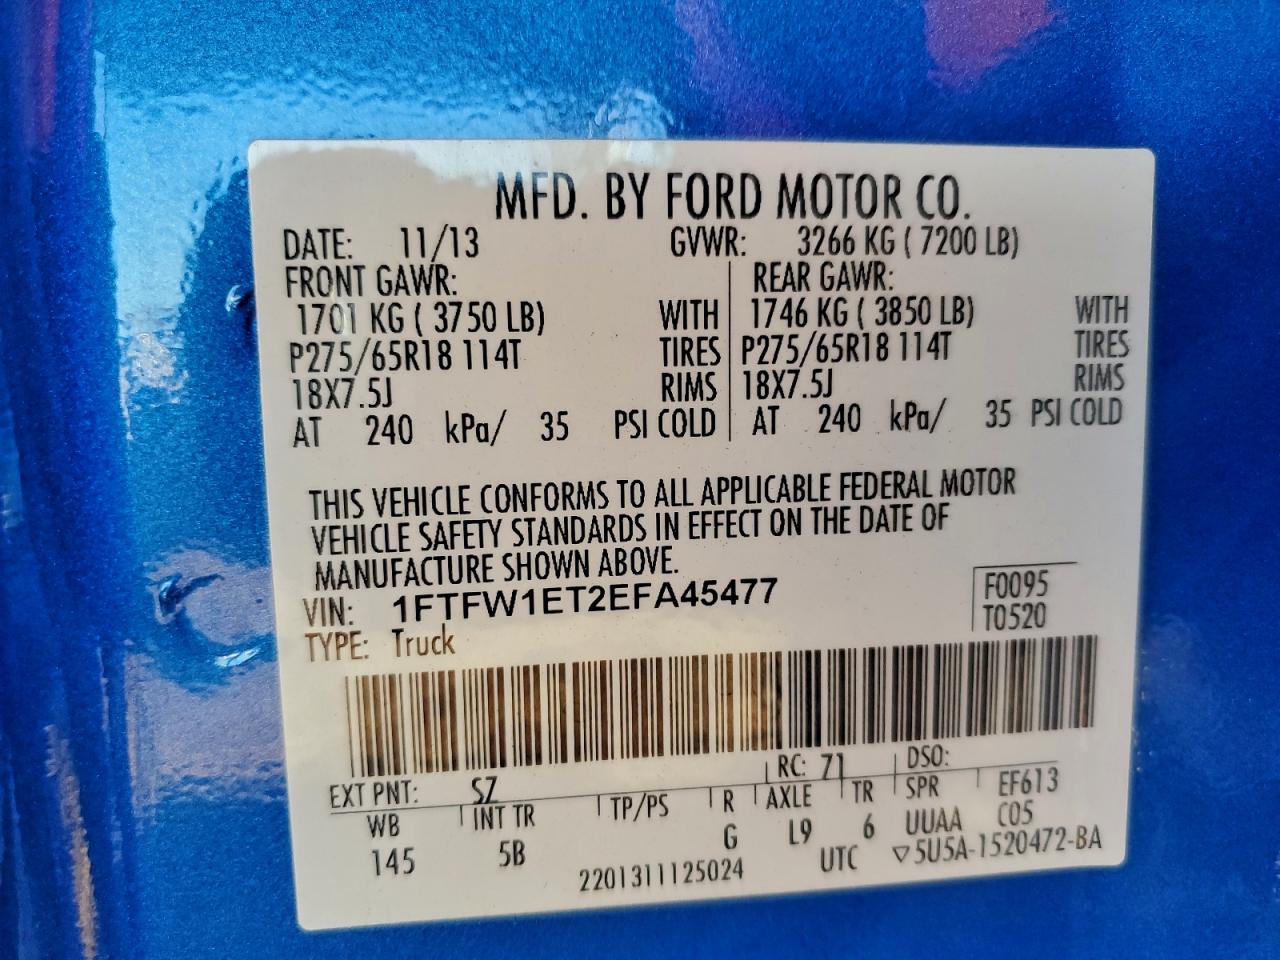 MFD. BY FORD MOTOR CO.
DATE: 11/13 GVWR: 3266 KG ( 7200 LB)
FRONT GAWR: REAR GAWR:
1701 KG ( 3750 LB) WITH 1746 KG ( 3850 LB) WITH
P275/65R18 114T TIRES P275/65R18 114T TIRES
18X7.5J RIMS 18X7.5J RIMS
AT 240 kPa/ 35 PSI COLD AT 240 kPa/ 35 PSI COLD
THIS VEHICLE CONFORMS TO ALL APPLICABLE FEDERAL MOTOR
VEHICLE SAFETY STANDARDS IN EFFECT ON THE DATE OF
MANUFACTURE SHOWN ABOVE.
VIN: 1FTFW1ET2EFA45477 F0095
TYPE: Truck T0520
EXT PNT: SZ RC: 71 DSO:
WB INT TR TP/PS R AXLE TR SPR EF613
145 5B G L9 6 UUAA C05
2201311125024 UTC ▽5U5A-1520472-BA